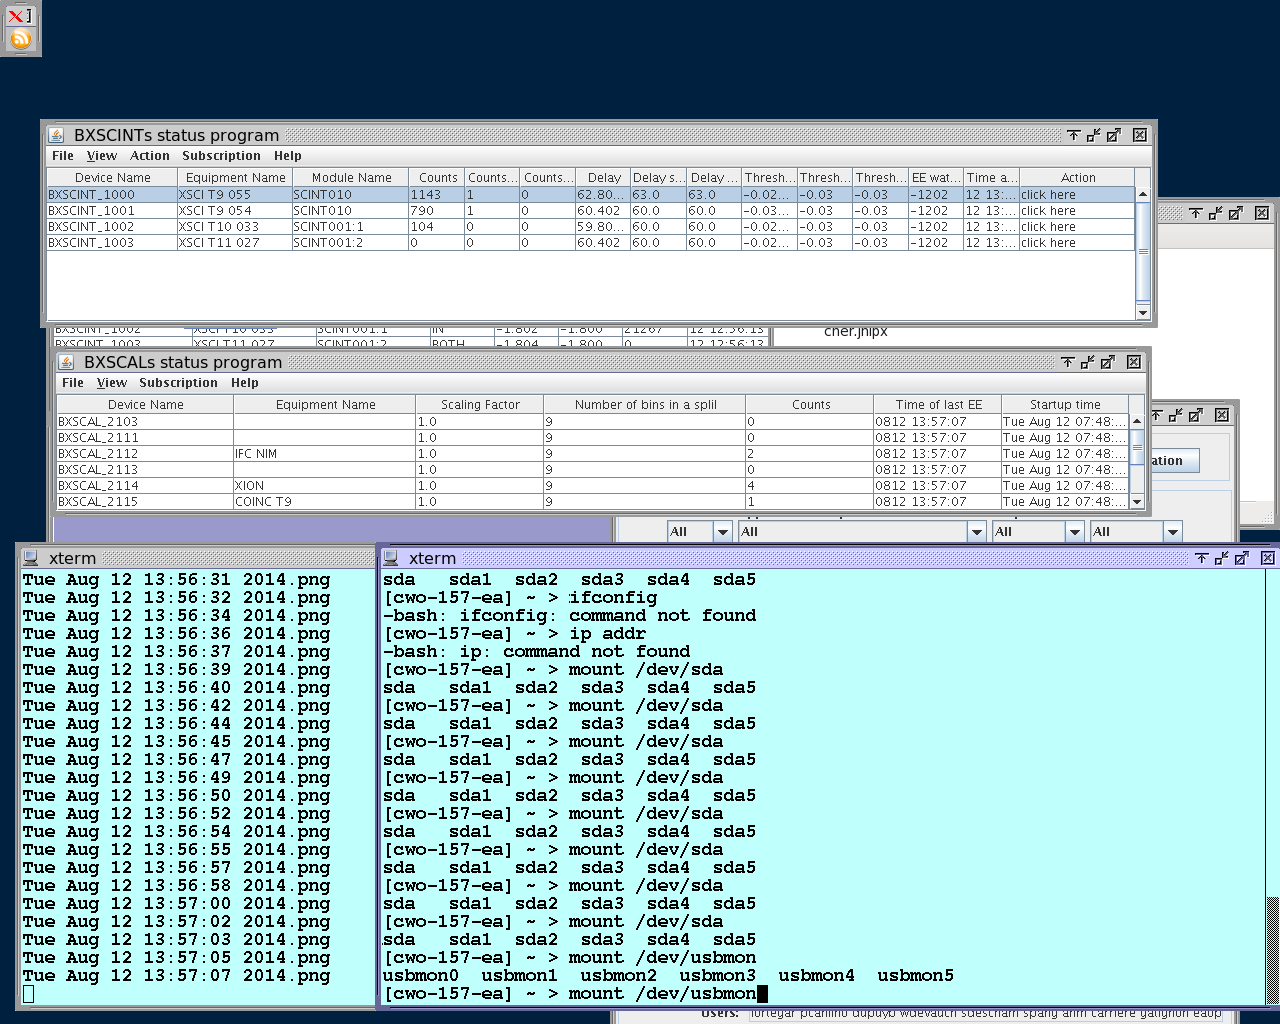 BXSCINTs status program
File View Action Subscription Help
Device Name Equipment Name Module Name Counts Counts... Counts... Delay Delay s... Delay ... Thresh... Thresh... Thresh... EE wat... Time a... Action
BXSCINT_1000 XSCI T9 055 SCINT010 1143 1 0 62.80... 63.0 63.0 -0.02... -0.03 -0.03 -1202 12 13:... click here
BXSCINT_1001 XSCI T9 054 SCINT010 790 1 0 60.402 60.0 60.0 -0.02... -0.03 -0.03 -1202 12 13:... click here
BXSCINT_1002 XSCI T10 033 SCINT001:1 104 0 0 59.80... 60.0 60.0 -0.02... -0.03 -0.03 -1202 12 13:... click here
BXSCINT_1003 XSCI T11 027 SCINT001:2 0 0 0 60.402 60.0 60.0 -0.02... -0.03 -0.03 -1202 12 13:... click here
BXSCINT_1002 XSCI T10 033 SCINT001:1 IN -1.802 -1.800 21267 12 12:56:13
cher.jnlpx
BXSCINT_1003 XSCI T11 027 SCINT001:2 BOTH -1.804 -1.800 0 12 12:56:13
BXSCALs status program
File View Subscription Help
Device Name Equipment Name Scaling Factor Number of bins in a splil Counts Time of last EE Startup time
BXSCAL_2103 1.0 9 0 0812 13:57:07 Tue Aug 12 07:48:...
BXSCAL_2111 1.0 9 0 0812 13:57:07 Tue Aug 12 07:48:...
BXSCAL_2112 IFC NIM 1.0 9 2 0812 13:57:07 Tue Aug 12 07:48:...
BXSCAL_2113 1.0 9 0 0812 13:57:07 Tue Aug 12 07:48:...
BXSCAL_2114 XION 1.0 9 4 0812 13:57:07 Tue Aug 12 07:48:...
BXSCAL_2115 COINC T9 1.0 9 1 0812 13:57:07 Tue Aug 12 07:48:...
ation
All All All All
xterm
Tue Aug 12 13:56:31 2014.png
Tue Aug 12 13:56:32 2014.png
Tue Aug 12 13:56:34 2014.png
Tue Aug 12 13:56:36 2014.png
Tue Aug 12 13:56:37 2014.png
Tue Aug 12 13:56:39 2014.png
Tue Aug 12 13:56:40 2014.png
Tue Aug 12 13:56:42 2014.png
Tue Aug 12 13:56:44 2014.png
Tue Aug 12 13:56:45 2014.png
Tue Aug 12 13:56:47 2014.png
Tue Aug 12 13:56:49 2014.png
Tue Aug 12 13:56:50 2014.png
Tue Aug 12 13:56:52 2014.png
Tue Aug 12 13:56:54 2014.png
Tue Aug 12 13:56:55 2014.png
Tue Aug 12 13:56:57 2014.png
Tue Aug 12 13:56:58 2014.png
Tue Aug 12 13:57:00 2014.png
Tue Aug 12 13:57:02 2014.png
Tue Aug 12 13:57:03 2014.png
Tue Aug 12 13:57:05 2014.png
Tue Aug 12 13:57:07 2014.png
xterm
sda sda1 sda2 sda3 sda4 sda5
[cwo-157-ea] ~ > ifconfig
-bash: ifconfig: command not found
[cwo-157-ea] ~ > ip addr
-bash: ip: command not found
[cwo-157-ea] ~ > mount /dev/sda
sda sda1 sda2 sda3 sda4 sda5
[cwo-157-ea] ~ > mount /dev/sda
sda sda1 sda2 sda3 sda4 sda5
[cwo-157-ea] ~ > mount /dev/sda
sda sda1 sda2 sda3 sda4 sda5
[cwo-157-ea] ~ > mount /dev/sda
sda sda1 sda2 sda3 sda4 sda5
[cwo-157-ea] ~ > mount /dev/sda
sda sda1 sda2 sda3 sda4 sda5
[cwo-157-ea] ~ > mount /dev/sda
sda sda1 sda2 sda3 sda4 sda5
[cwo-157-ea] ~ > mount /dev/sda
sda sda1 sda2 sda3 sda4 sda5
[cwo-157-ea] ~ > mount /dev/sda
sda sda1 sda2 sda3 sda4 sda5
[cwo-157-ea] ~ > mount /dev/usbmon
usbmon0 usbmon1 usbmon2 usbmon3 usbmon4 usbmon5
[cwo-157-ea] ~ > mount /dev/usbmon
Users: